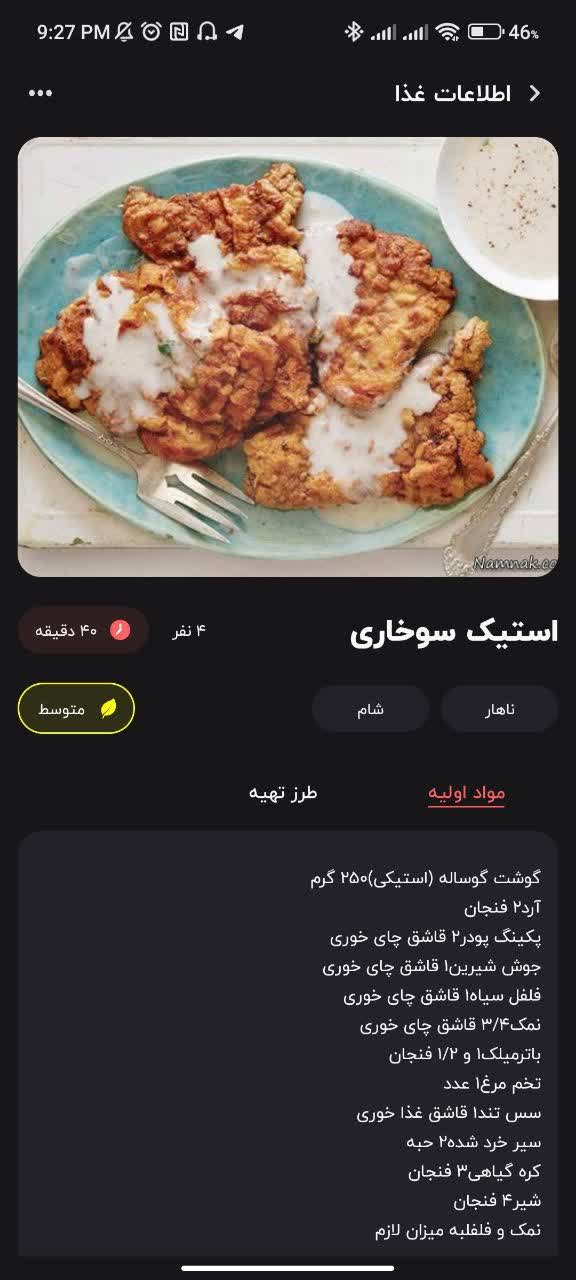 9:27 PM 46%
اطلاعات غذا
Namnak.co
استیک سوخاری
۴ نفر
۴۰ دقیقه
ناهار
شام
متوسط
مواد اولیه
طرز تهیه
گوشت گوساله (استیکی)۲۵۰ گرم
آرد۲ فنجان
پکینگ پودر۲ قاشق چای خوری
جوش شیرین۱ قاشق چای خوری
فلفل سیاه۱ قاشق چای خوری
نمک۳/۴ قاشق چای خوری
باترمیلک۱ و ۱/۲ فنجان
تخم مرغ۱ عدد
سس تند۱ قاشق غذا خوری
سیر خرد شده۲ حبه
کره گیاهی۳ فنجان
شیر۴ فنجان
نمک و فلفلبه میزان لازم